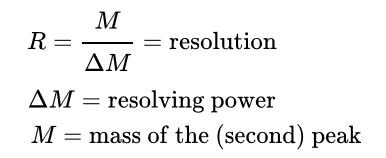 R = M / ΔM = resolution
ΔM = resolving power
M = mass of the (second) peak